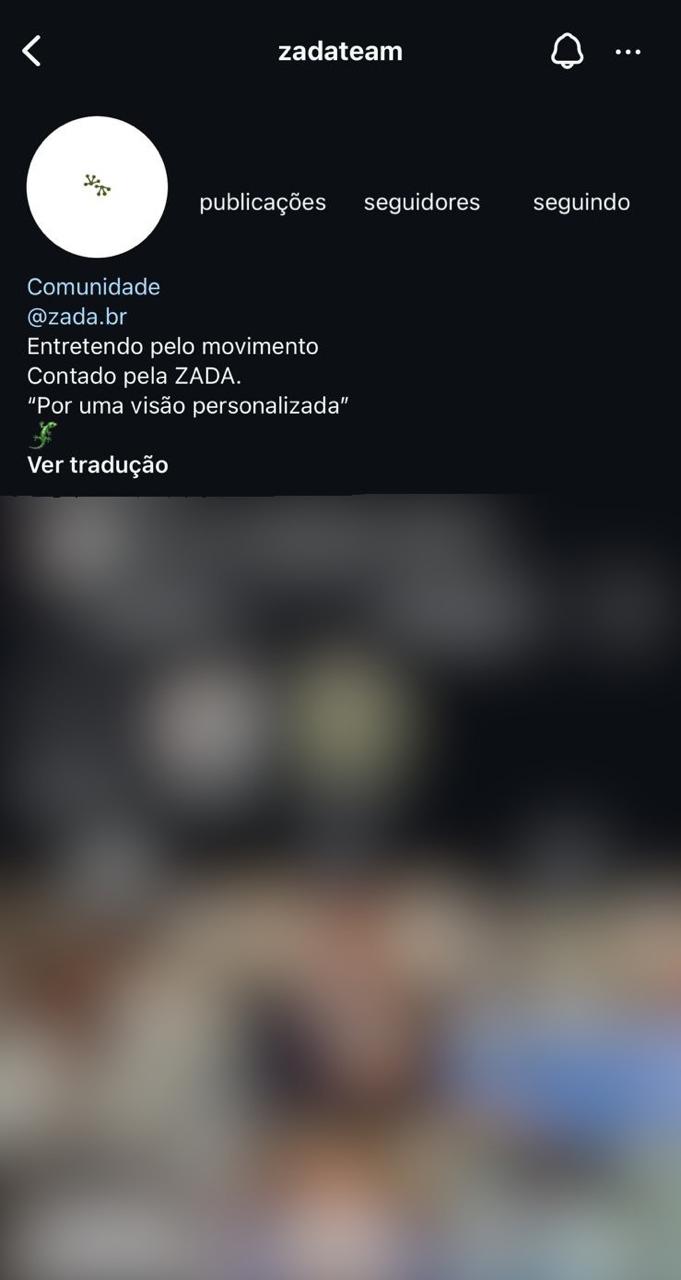 zadateam
publicações seguidores seguindo
Comunidade
@zada.br
Entretendo pelo movimento
Contado pela ZADA.
“Por uma visão personalizada”
Ver tradução